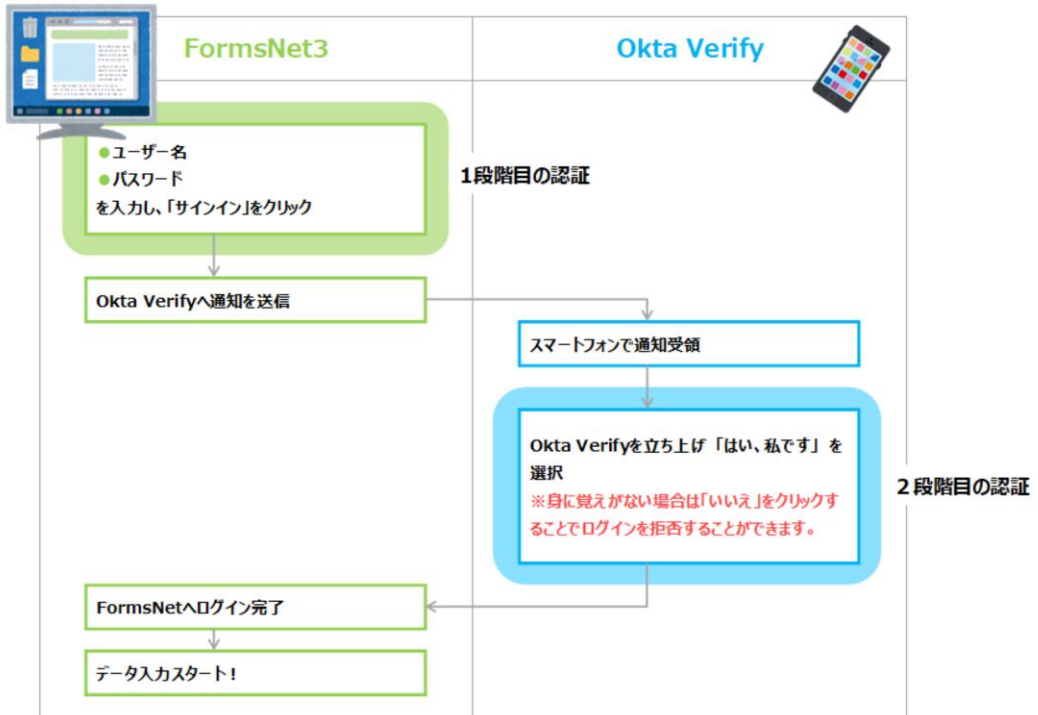 FormsNet3
Okta Verify
●ユーザー名
●パスワード
を入力し、「サインイン」をクリック
1段階目の認証
Okta Verifyへ通知を送信
スマートフォンで通知受領
Okta Verifyを立ち上げ「はい、私です」を
選択
※身に覚えがない場合は「いいえ」をクリックす
ることでログインを拒否することができます。
2段階目の認証
FormsNetへログイン完了
データ入力スタート!